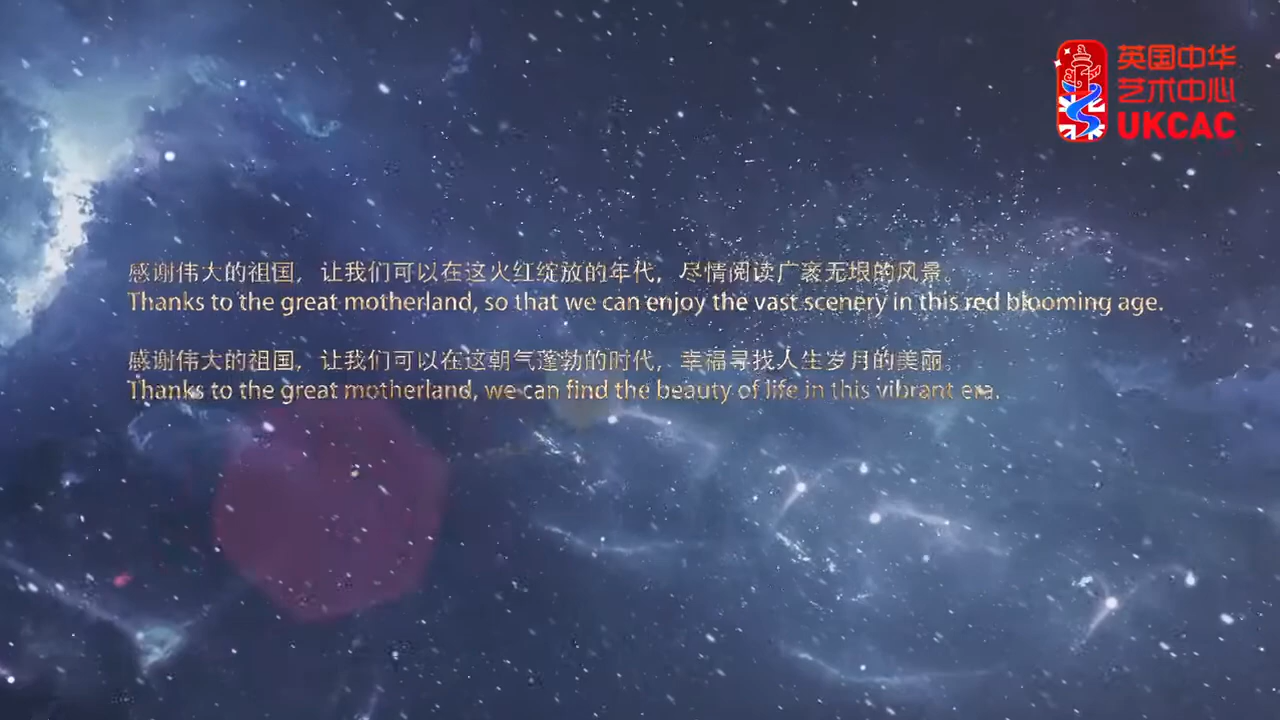 英国中华
艺术中心
UKCAC
感谢伟大的祖国，让我们可以在这火红绽放的年代，尽情阅读广袤无垠的风景。
Thanks to the great motherland, so that we can enjoy the vast scenery in this red blooming age.
感谢伟大的祖国，让我们可以在这朝气蓬勃的时代，幸福寻找人生岁月的美丽。
Thanks to the great motherland, we can find the beauty of life in this vibrant era.